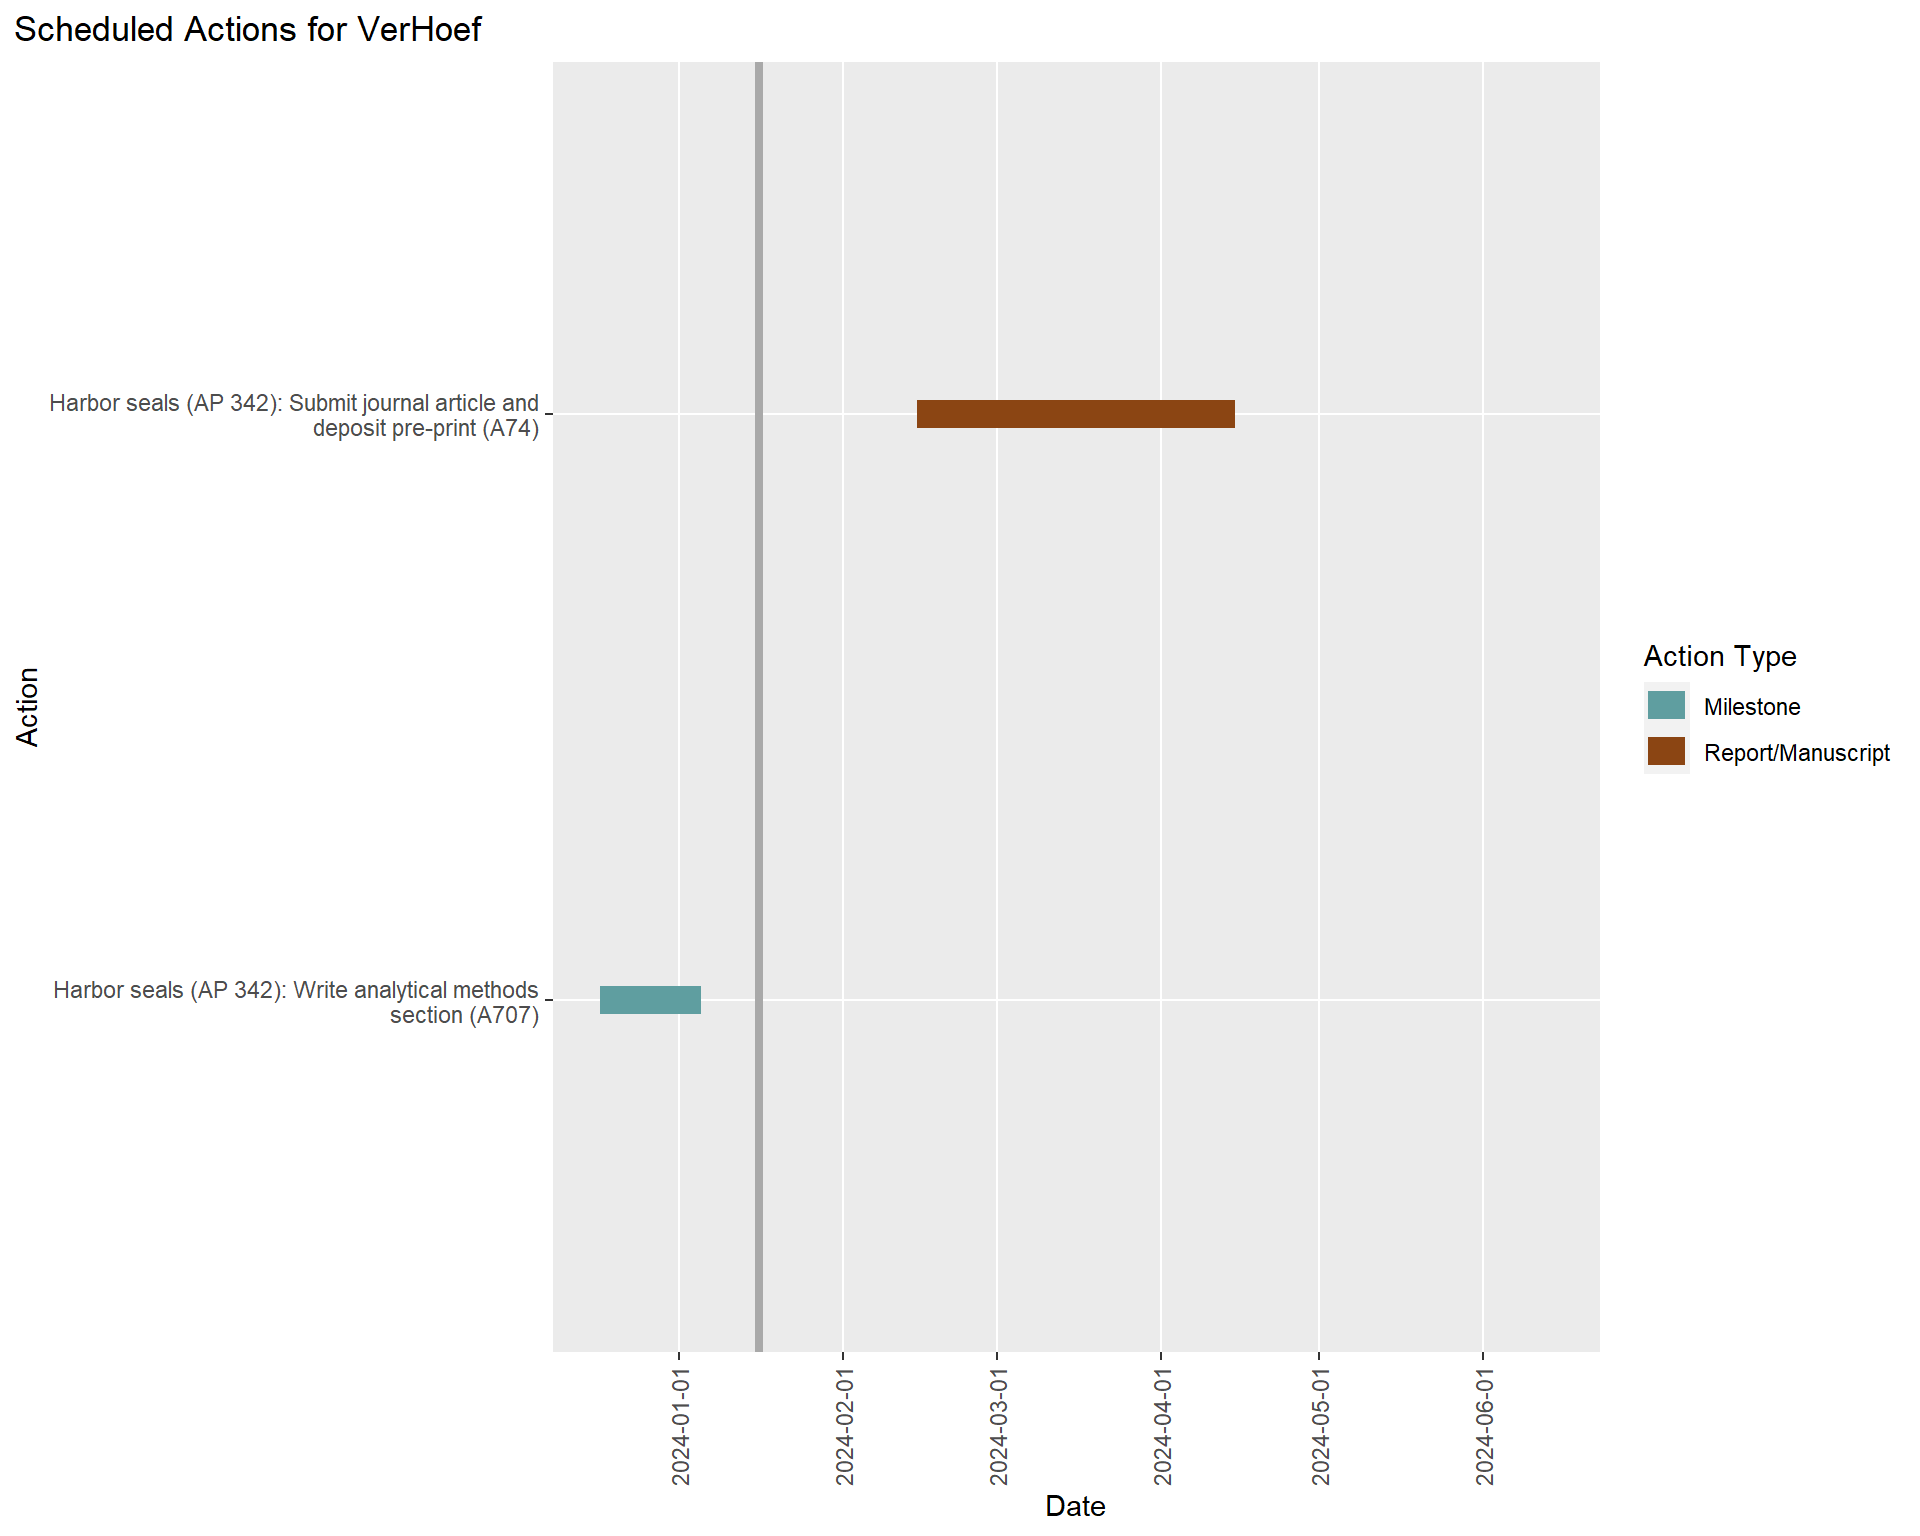 Scheduled Actions for VerHoef
Action
Harbor seals (AP 342): Submit journal article and
deposit pre-print (A74)
Harbor seals (AP 342): Write analytical methods
section (A707)
2024-01-01
2024-02-01
2024-03-01
2024-04-01
2024-05-01
2024-06-01
Date
Action Type
Milestone
Report/Manuscript